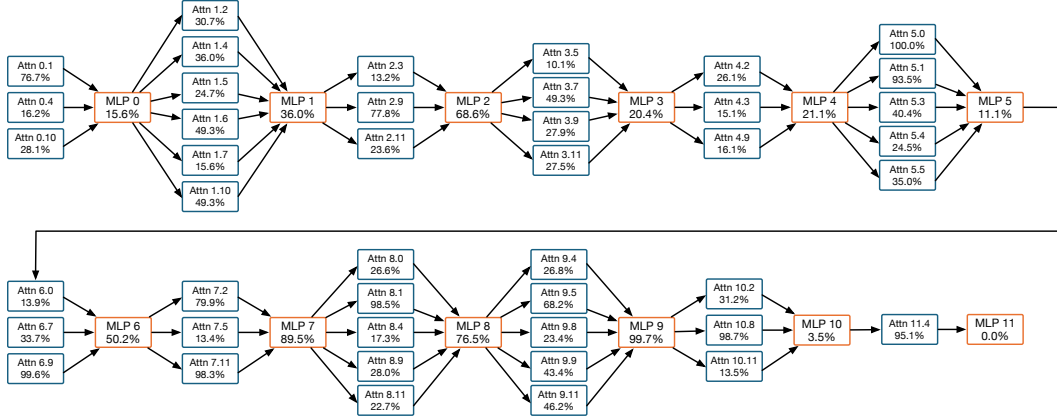 Attn 0.1
76.7%
Attn 0.4
16.2%
Attn 0.10
28.1%
MLP 0
15.6%
Attn 1.2
30.7%
Attn 1.4
36.0%
Attn 1.5
24.7%
Attn 1.6
49.3%
Attn 1.7
15.6%
Attn 1.10
49.3%
MLP 1
36.0%
Attn 2.3
13.2%
Attn 2.9
77.8%
Attn 2.11
23.6%
MLP 2
68.6%
Attn 3.5
10.1%
Attn 3.7
49.3%
Attn 3.9
27.9%
Attn 3.11
27.5%
MLP 3
20.4%
Attn 4.2
26.1%
Attn 4.3
15.1%
Attn 4.9
16.1%
MLP 4
21.1%
Attn 5.0
100.0%
Attn 5.1
93.5%
Attn 5.3
40.4%
Attn 5.4
24.5%
Attn 5.5
35.0%
MLP 5
11.1%
Attn 6.0
13.9%
Attn 6.7
33.7%
Attn 6.9
99.6%
MLP 6
50.2%
Attn 7.2
79.9%
Attn 7.5
13.4%
Attn 7.11
98.3%
MLP 7
89.5%
Attn 8.0
26.6%
Attn 8.1
98.5%
Attn 8.4
17.3%
Attn 8.9
28.0%
Attn 8.11
22.7%
MLP 8
76.5%
Attn 9.4
26.8%
Attn 9.5
68.2%
Attn 9.8
23.4%
Attn 9.9
43.4%
Attn 9.11
46.2%
MLP 9
99.7%
Attn 10.2
31.2%
Attn 10.8
98.7%
Attn 10.11
13.5%
MLP 10
3.5%
Attn 11.4
95.1%
MLP 11
0.0%